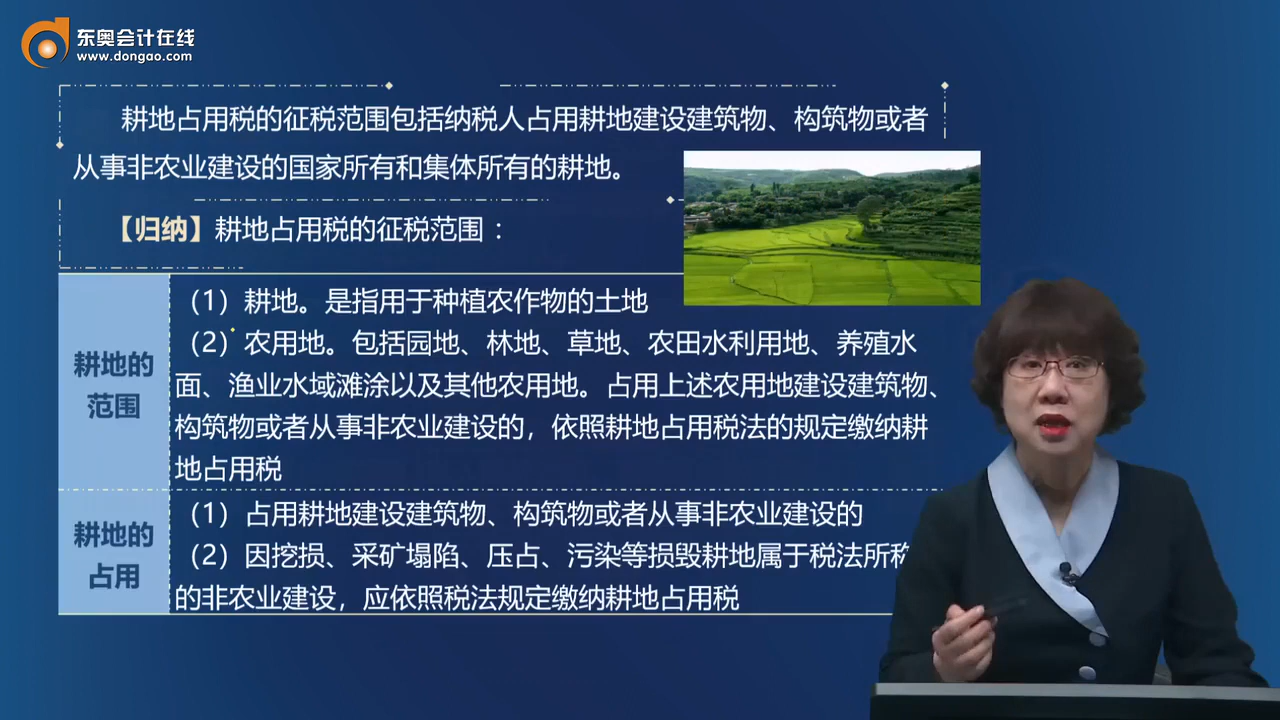 东奥会计在线
www.dongao.com
耕地占用税的征税范围包括纳税人占用耕地建设建筑物、构筑物或者
从事非农业建设的国家所有和集体所有的耕地。
【归纳】耕地占用税的征税范围：
耕地的
范围
（1）耕地。是指用于种植农作物的土地
（2）农用地。包括园地、林地、草地、农田水利用地、养殖水
面、渔业水域滩涂以及其他农用地。占用上述农用地建设建筑物、
构筑物或者从事非农业建设的，依照耕地占用税法的规定缴纳耕
地占用税
耕地的
占用
（1）占用耕地建设建筑物、构筑物或者从事非农业建设的
（2）因挖损、采矿塌陷、压占、污染等损毁耕地属于税法所称
的非农业建设，应依照税法规定缴纳耕地占用税